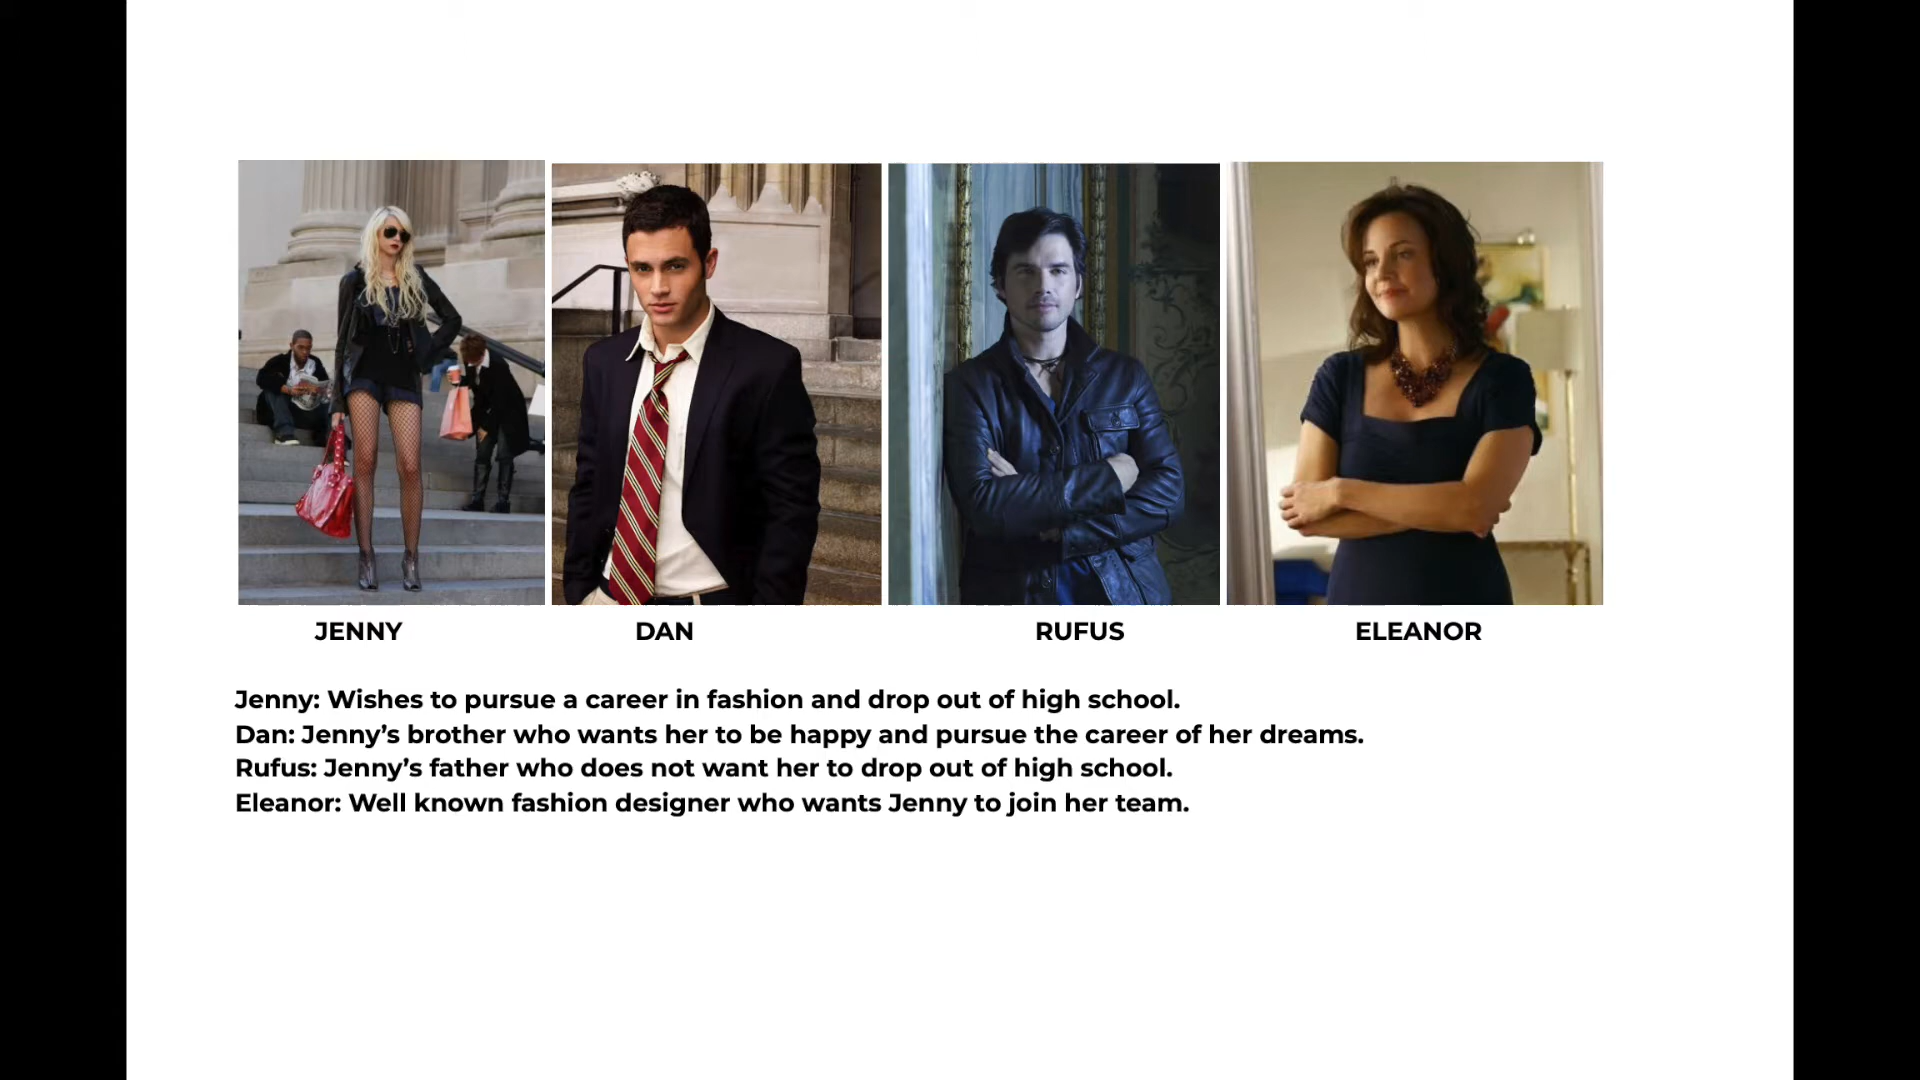 JENNY
DAN
RUFUS
ELEANOR
Jenny: Wishes to pursue a career in fashion and drop out of high school.
Dan: Jenny’s brother who wants her to be happy and pursue the career of her dreams.
Rufus: Jenny’s father who does not want her to drop out of high school.
Eleanor: Well known fashion designer who wants Jenny to join her team.